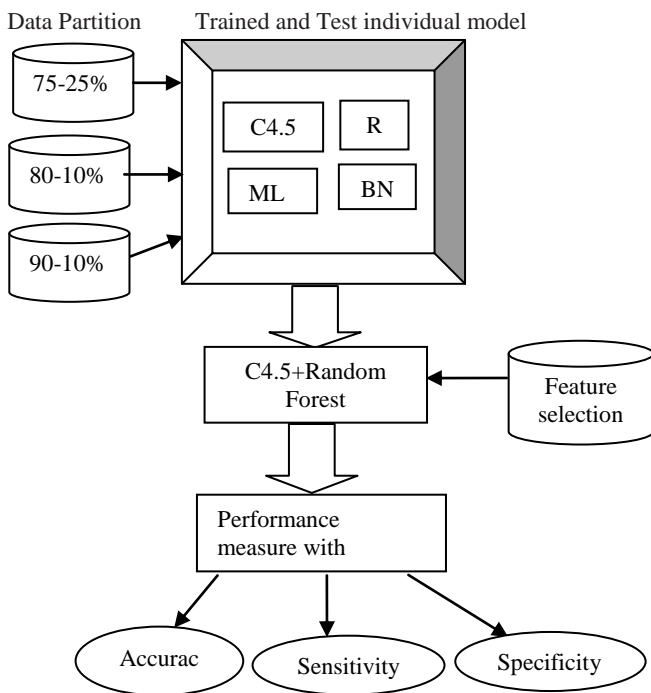 Data Partition
Trained and Test individual model
75-25%
80-10%
90-10%
C4.5
R
ML
BN
C4.5+Random
Forest
Feature
selection
Performance
measure with
Accurac
Sensitivity
Specificity